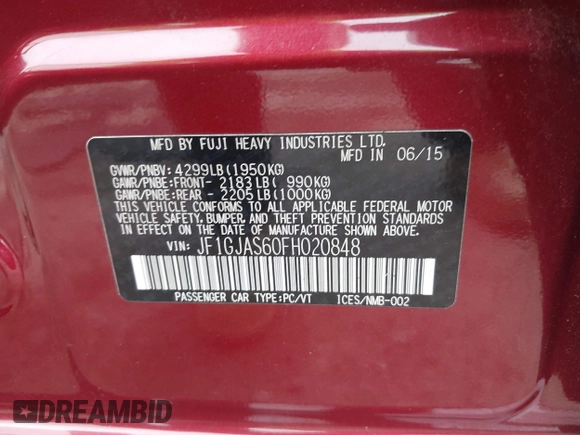 MFD BY FUJI HEAVY INDUSTRIES LTD.
MFD IN 06/15
GVWR/PNBV: 4299LB(1950KG)
GAWR/PNBE:FRONT- 2183LB( 990KG)
GAWR/PNBE:REAR - 2205LB(1000KG)
THIS VEHICLE CONFORMS TO ALL APPLICABLE FEDERAL MOTOR
VEHICLE SAFETY, BUMPER, AND THEFT PREVENTION STANDARDS
IN EFFECT ON THE DATE OF MANUFACTURE SHOWN ABOVE.
VIN: JF1GJAS60FH020848
PASSENGER CAR TYPE:PC/VT ICES/NMB-002
DREAMBID